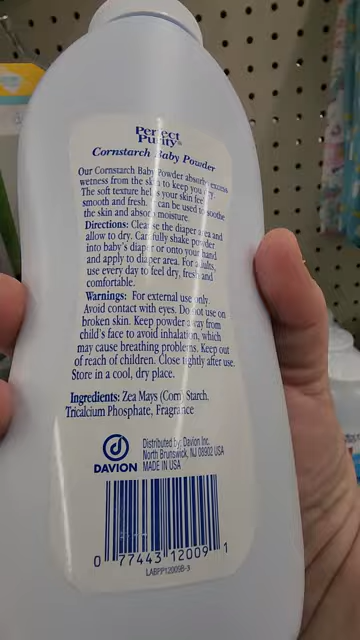 Perfect
Purity®
Cornstarch Baby Powder
Our Cornstarch Baby Powder absorbs excess
wetness from the skin to keep you dry.
The soft texture helps your skin feel
smooth and fresh. It can be used to soothe
the skin and absorb moisture.
Directions: Cleanse the diaper area and
allow to dry. Carefully shake powder
into baby's diaper or onto your hand
and apply to diaper area. For adults,
use every day to feel dry, fresh and
comfortable.
Warnings: For external use only.
Avoid contact with eyes. Do not use on
broken skin. Keep powder away from
child's face to avoid inhalation, which
may cause breathing problems. Keep out
of reach of children. Close tightly after use.
Store in a cool, dry place.
Ingredients: Zea Mays (Corn) Starch,
Tricalcium Phosphate, Fragrance
DAVION
Distributed by: Davion Inc.
North Brunswick, NJ 08902 USA
MADE IN USA
0 77443 12009 1
LABPP12009B-3